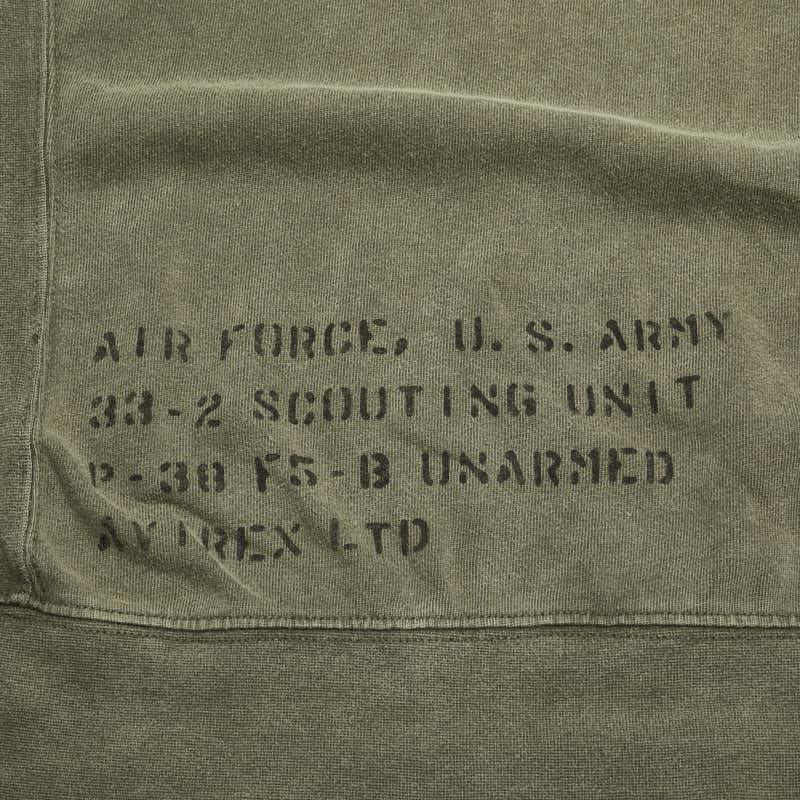 AIR FORCE, U. S. ARMY
33-2 SCOUTING UNIT
P-38 F5-B UNARMED
AVIREX LTD